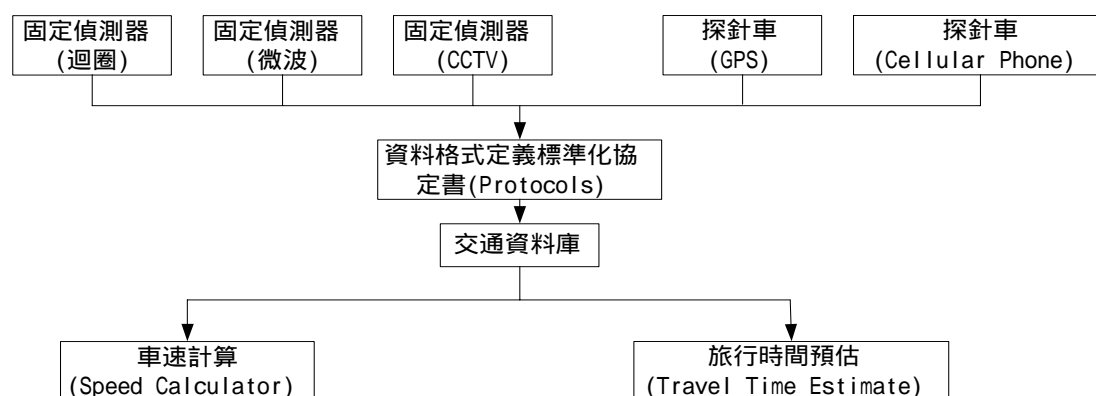 固定偵測器
(迴圈)
固定偵測器
(微波)
固定偵測器
(CCTV)
探針車
(GPS)
探針車
(Cellular Phone)
資料格式定義標準化協
定書(Protocols)
交通資料庫
車速計算
(Speed Calculator)
旅行時間預估
(Travel Time Estimate)